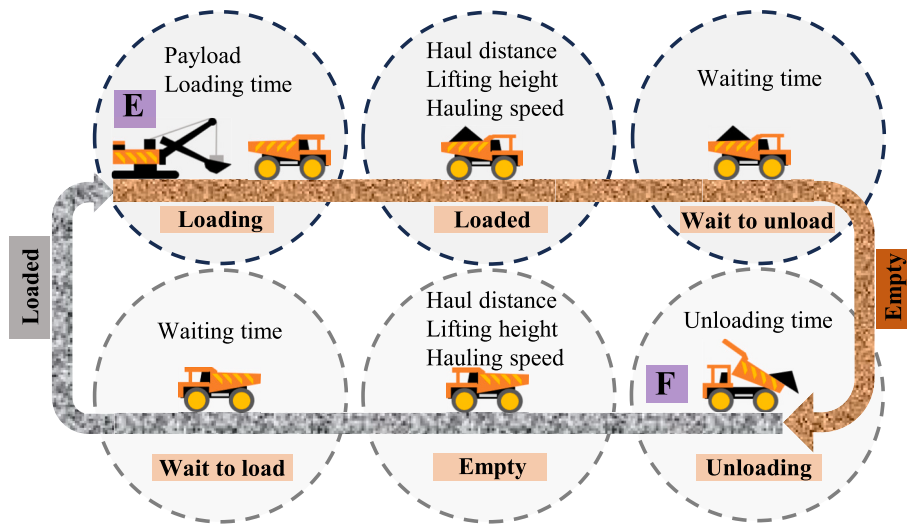 Payload
Loading time
E
Loading
Haul distance
Lifting height
Hauling speed
Loaded
Waiting time
Wait to unload
Loaded
Empty
Waiting time
Wait to load
Haul distance
Lifting height
Hauling speed
Empty
Unloading time
F
Unloading